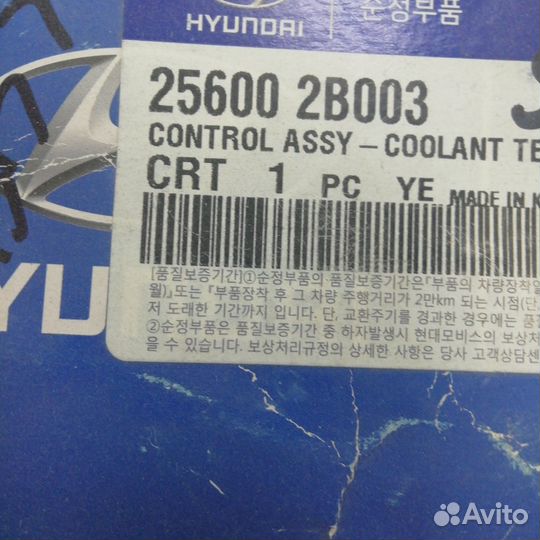 HYUNDAI 순정부품
25600 2B003
CONTROL ASSY – COOLANT TE
CRT 1 PC YE MADE IN K
[품질보증기간]①순정부품의 품질보증기간은『부품의 차량장착일
월)』또는『부품장착 후 그 차량 주행거리가 2만km 되는 시점(단,
저 도래한 기간까지 입니다. 단, 교환주기를 경과한 경우에는 품질
②순정부품은 품질보증기간 중 하자발생시 현대모비스의 보상처
을 수 있습니다. 보상처리규정의 상세한 사항은 당사 고객상담센
YU
Avito